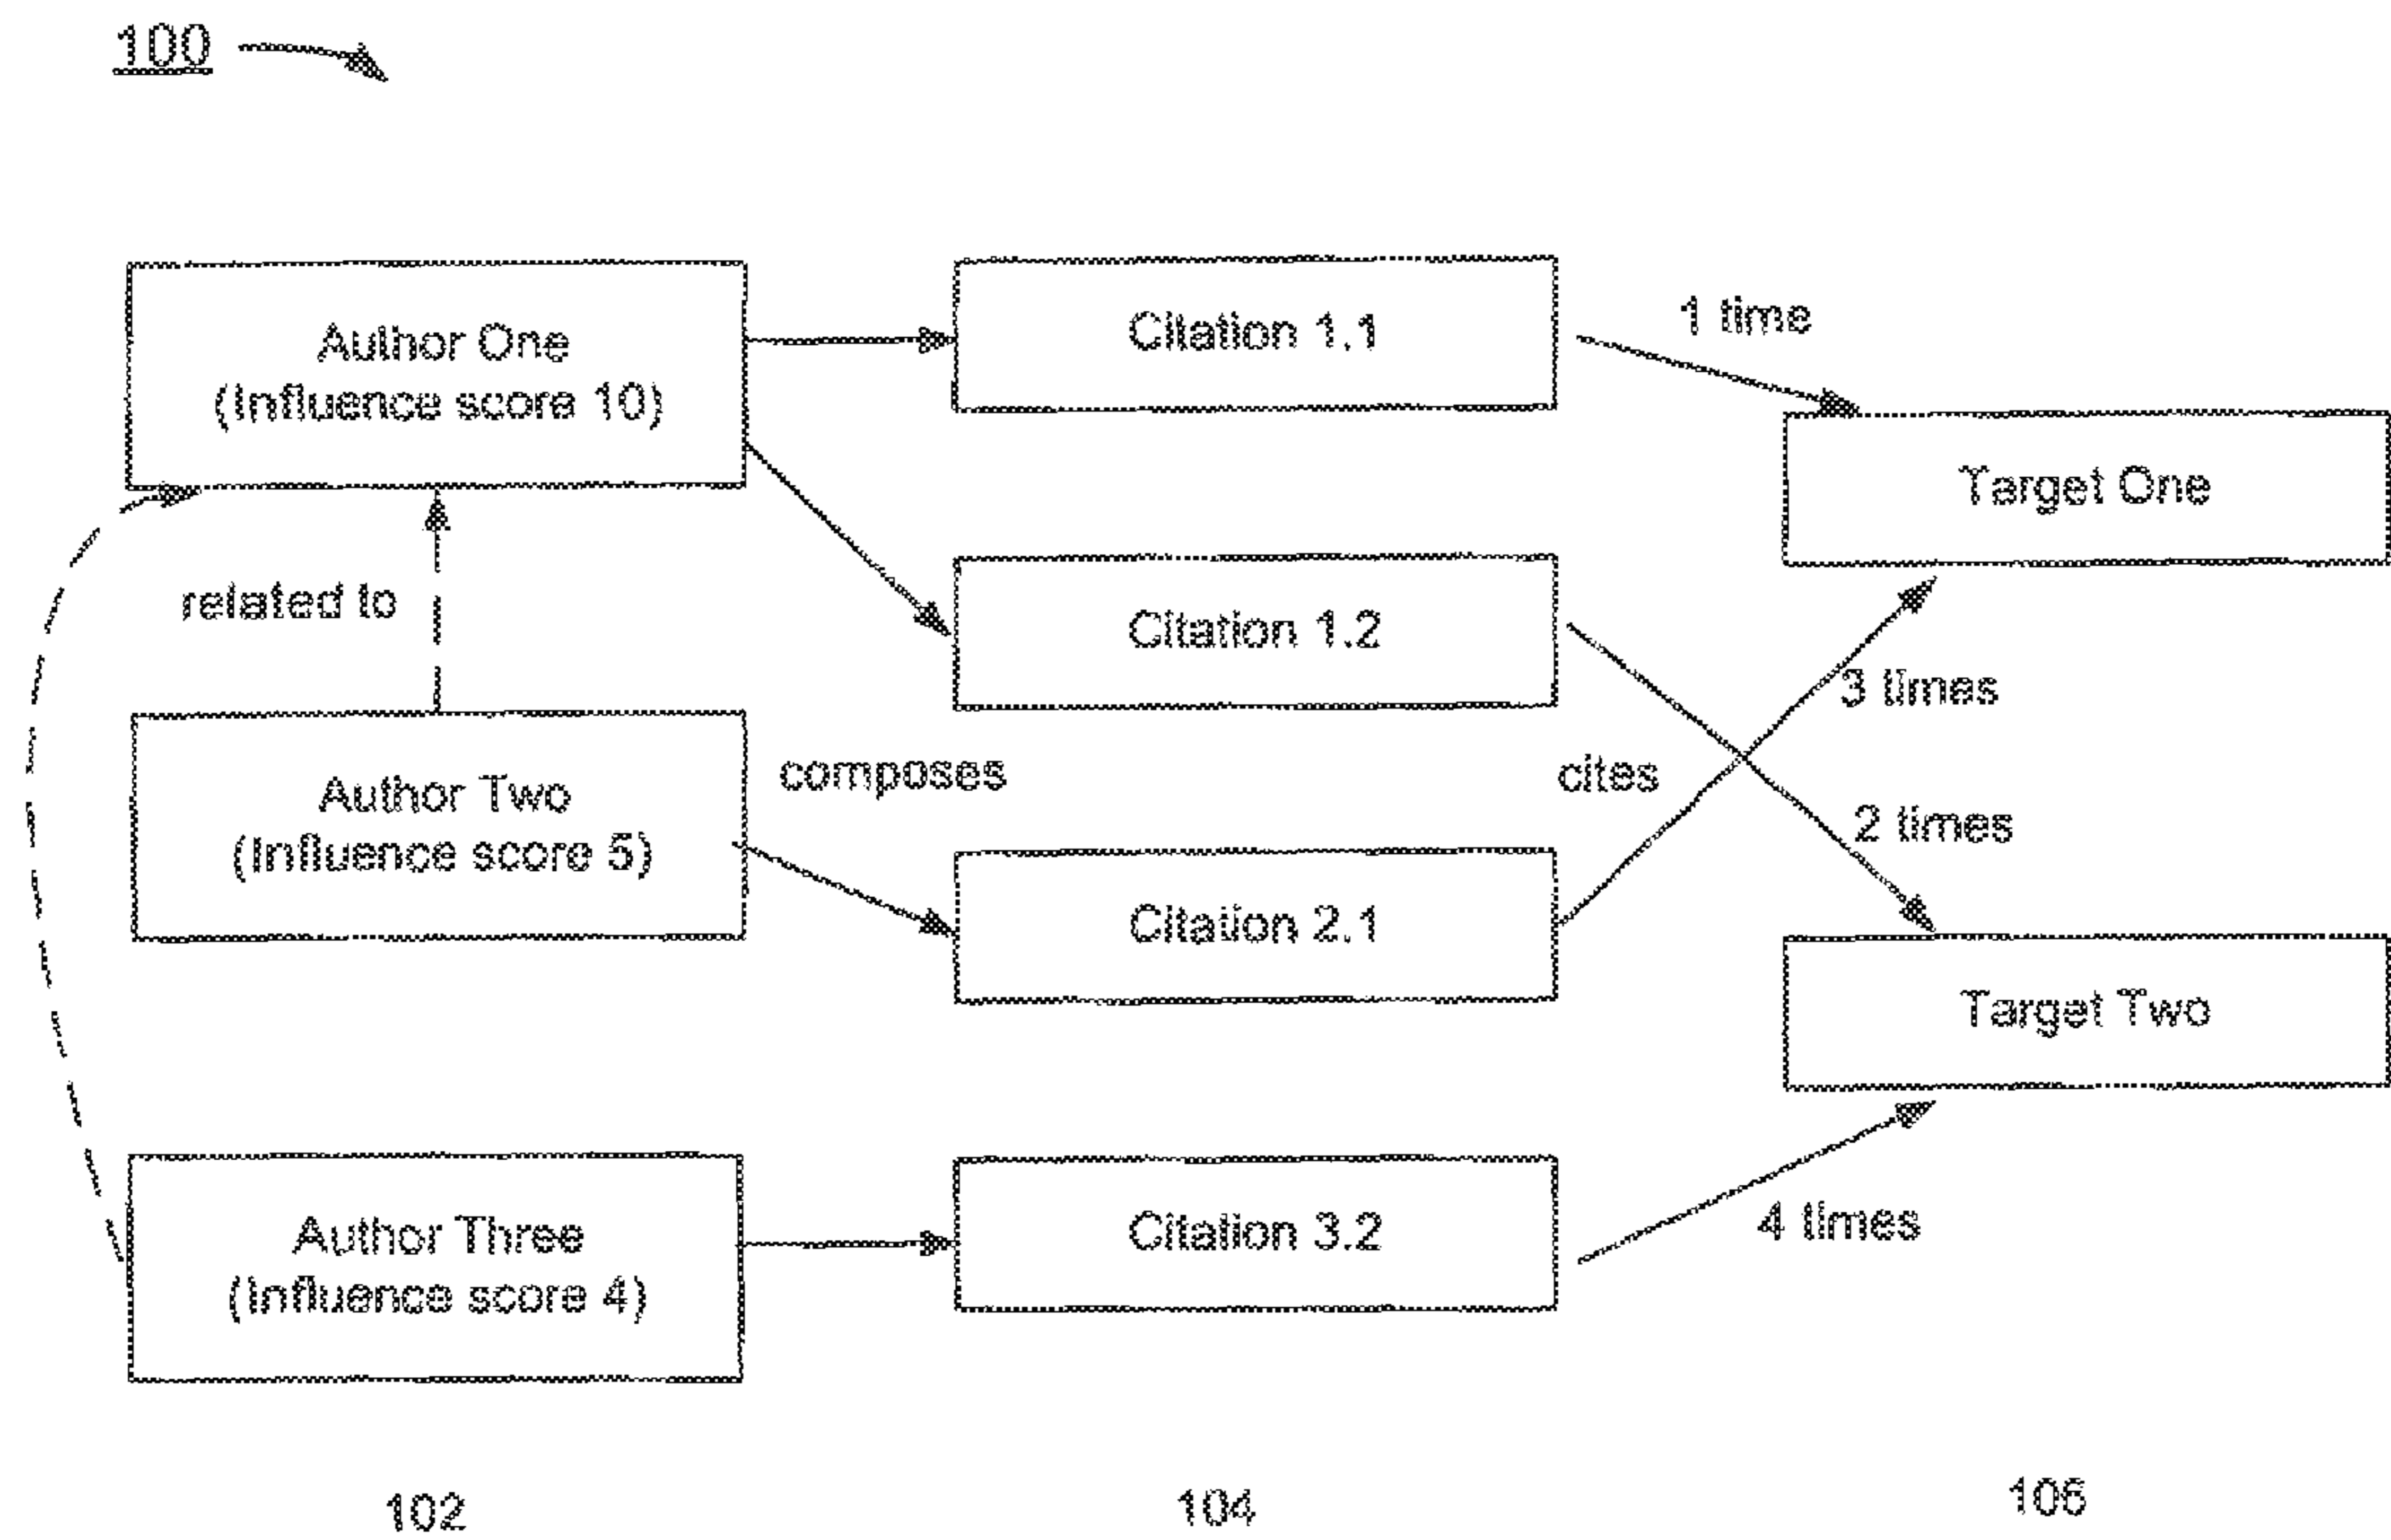 100
Author One
(Influence score 10)
Citation 1.1
1 time
Target One
related to
Citation 1.2
3 times
Author Two
(Influence score 5)
composes
cites
2 times
Citation 2.1
Target Two
Author Three
(Influence score 4)
Citation 3.2
4 times
102
104
106